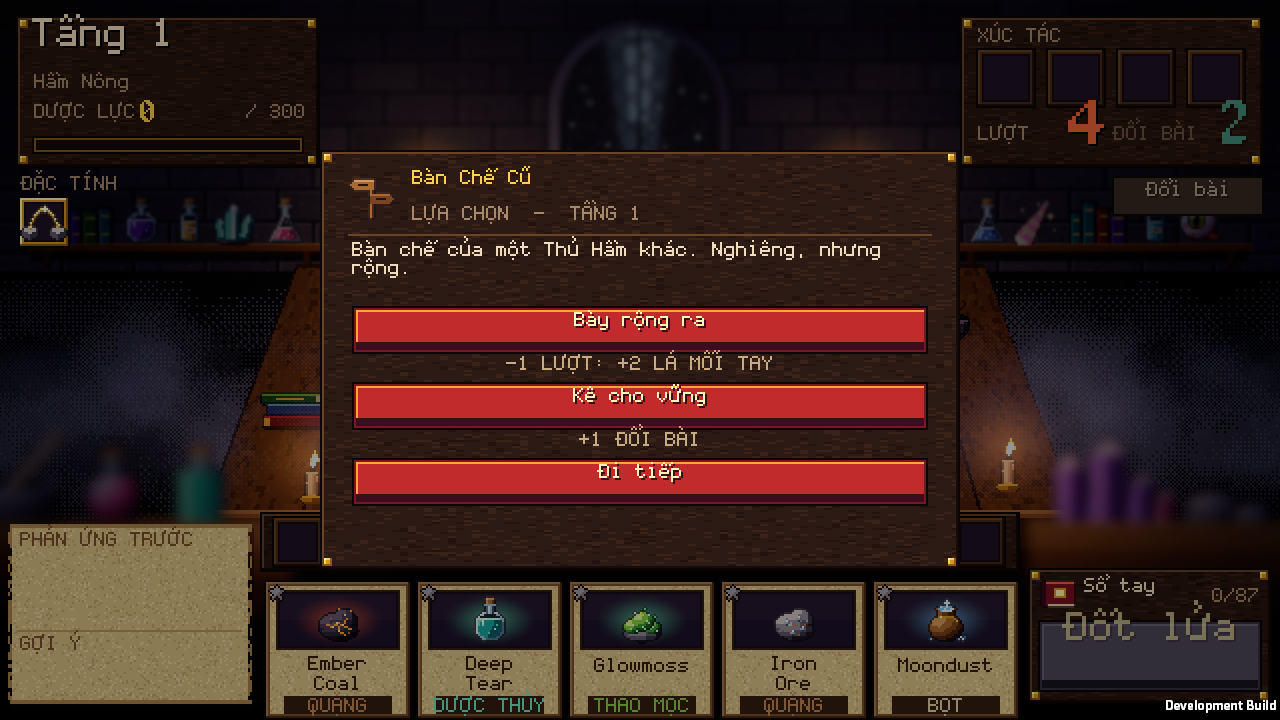 Tầng 1
Hầm Nông
DƯỢC LỰC 0 / 300
ĐẶC TÍNH
XÚC TÁC
LƯỢT 4 ĐỔI BÀI 2
Đổi bài
Bàn Chế Cũ
LỰA CHỌN - TẦNG 1
Bàn chế của một Thủ Hầm khác. Nghiêng, nhưng
rộng.
Bày rộng ra
-1 LƯỢT: +2 LÁ MỖI TAY
Kê cho vững
+1 ĐỔI BÀI
Đi tiếp
PHẢN ỨNG TRƯỚC
GỢI Ý
Ember
Coal
QUẶNG
Deep
Tear
DƯỢC THỦY
Glowmoss
THẢO MỘC
Iron
Ore
QUẶNG
Moondust
BỘT
Sổ tay
0/87
Đốt lửa
Development Build